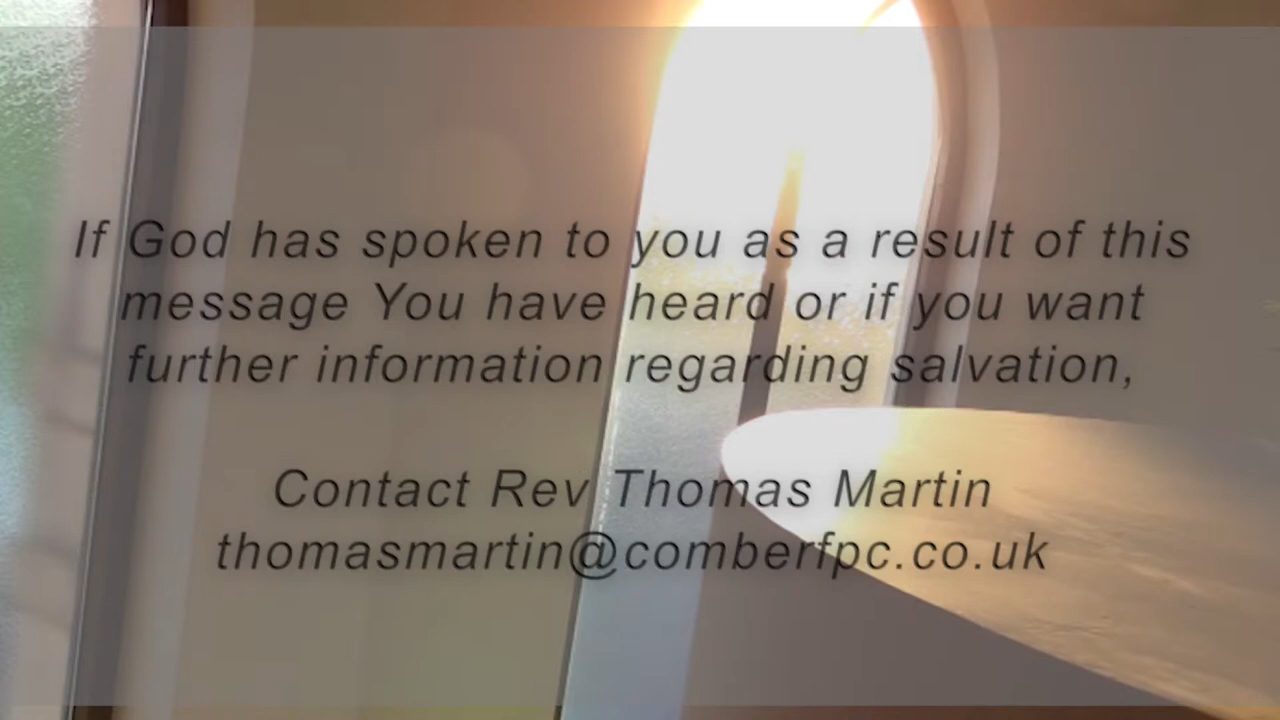 If God has spoken to you as a result of this
message You have heard or if you want
further information regarding salvation,
Contact Rev Thomas Martin
thomasmartin@comberfpc.co.uk